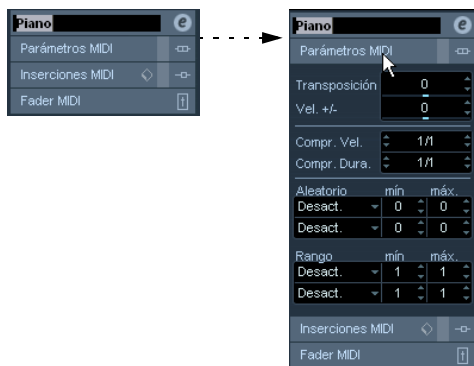 Piano
Parámetros MIDI
Inserciones MIDI
Fader MIDI
Piano
Parámetros MIDI
Transposición 0
Vel. +/- 0
Compr. Vel. 1/1
Compr. Dura. 1/1
Aleatorio mín máx.
Desact. 0 0
Desact. 0 0
Rango mín máx.
Desact. 1 1
Desact. 1 1
Inserciones MIDI
Fader MIDI